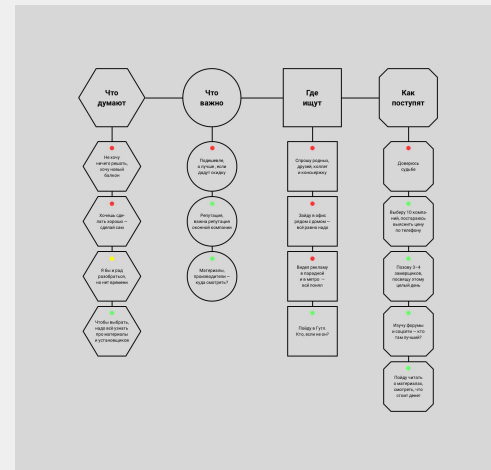 Что
думают
Что
важно
Где
ищут
Как
поступят
Не хочу
ничего решать,
хочу новый
балкон
Хочешь сде-
лать хорошо —
сделай сам
Я бы и рад
разобраться,
но нет времени
Чтобы выбрать,
надо всё узнать
про материалы
и установщиков
Подешевле,
а лучше, если
дадут скидку
Репутация,
важна репутация
оконной компании
Материалы,
производители —
куда смотреть?
Спрошу родных,
друзей, коллег
и консьержку
Зайду в офис
рядом с домом —
всё равно надо
Видел рекламу
в парадной
и в метро —
всё понял
Пойду в Гугл.
Кто, если не он?
Доверюсь
судьбе
Выберу 10 компа-
ний, постараюсь
выяснить цену
по телефону
Позову 3–4
замерщиков,
посвящу этому
целый день
Изучу форумы
и соцсети — кто
там лучший?
Пойду читать
о материалах,
смотреть, что
стоит денег